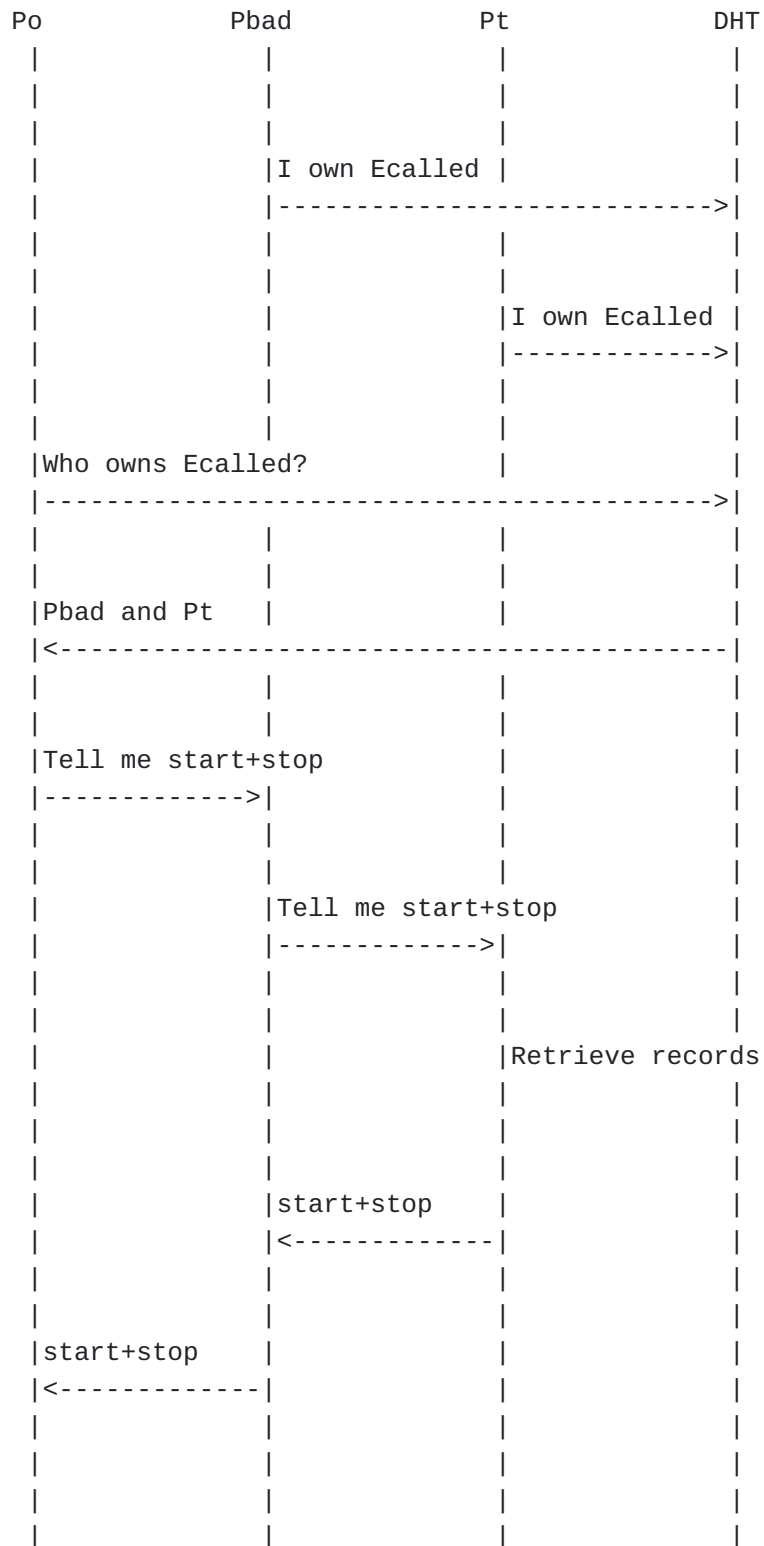 Po Pbad Pt DHT
I own Ecalled
I own Ecalled
Who owns Ecalled?
Pbad and Pt
Tell me start+stop
Tell me start+stop
Retrieve records
start+stop
start+stop